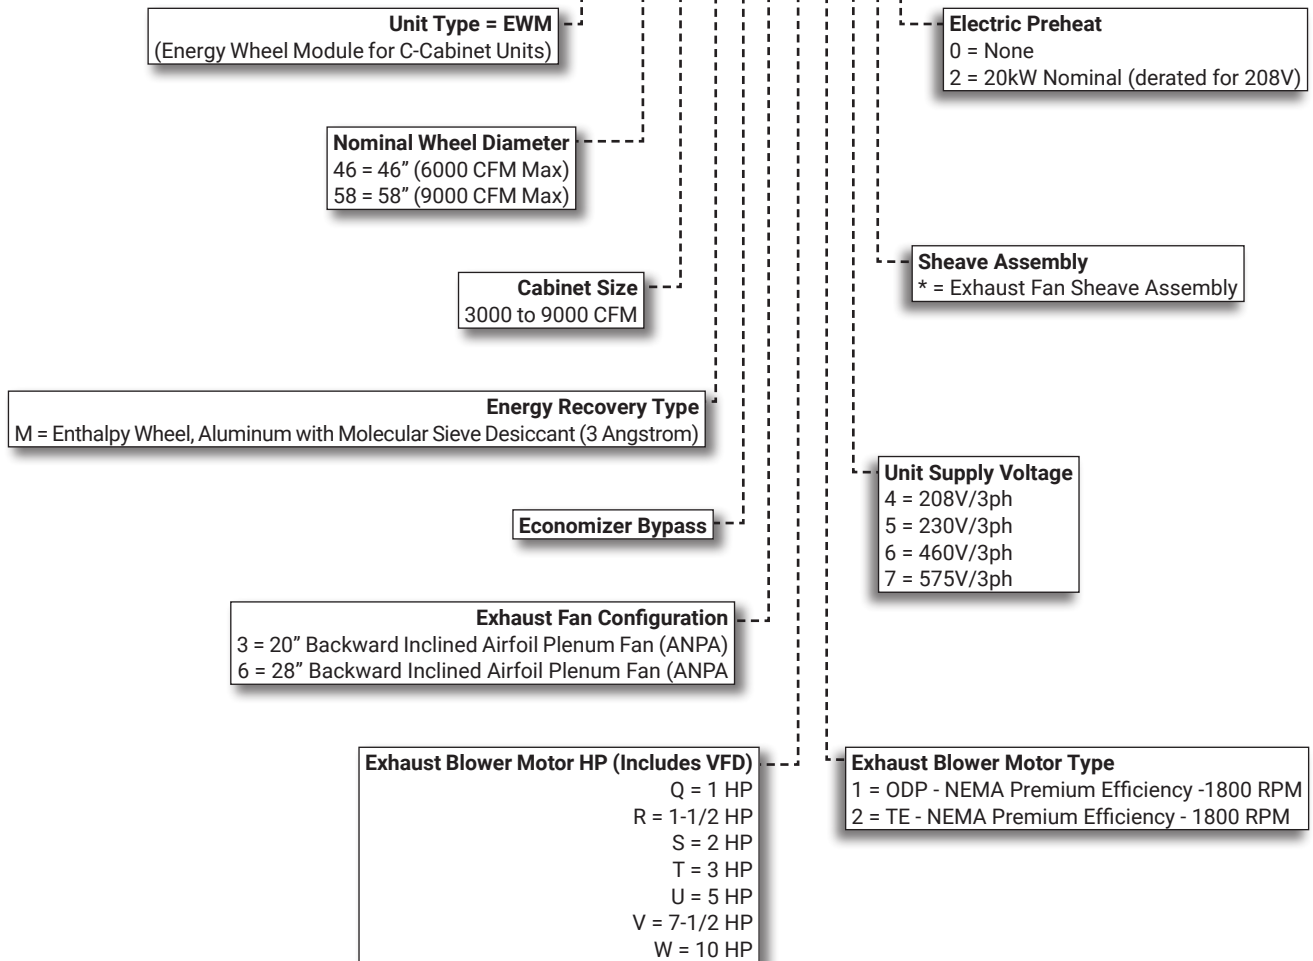 Unit Type = EWM
(Energy Wheel Module for C-Cabinet Units)
Electric Preheat
0 = None
2 = 20kW Nominal (derated for 208V)
Nominal Wheel Diameter
46 = 46” (6000 CFM Max)
58 = 58” (9000 CFM Max)
Sheave Assembly
* = Exhaust Fan Sheave Assembly
Cabinet Size
3000 to 9000 CFM
Energy Recovery Type
M = Enthalpy Wheel, Aluminum with Molecular Sieve Desiccant (3 Angstrom)
Unit Supply Voltage
4 = 208V/3ph
5 = 230V/3ph
6 = 460V/3ph
7 = 575V/3ph
Economizer Bypass
Exhaust Fan Configuration
3 = 20” Backward Inclined Airfoil Plenum Fan (ANPA)
6 = 28” Backward Inclined Airfoil Plenum Fan (ANPA
Exhaust Blower Motor HP (Includes VFD)
Q = 1 HP
R = 1-1/2 HP
S = 2 HP
T = 3 HP
U = 5 HP
V = 7-1/2 HP
W = 10 HP
Exhaust Blower Motor Type
1 = ODP - NEMA Premium Efficiency -1800 RPM
2 = TE - NEMA Premium Efficiency - 1800 RPM